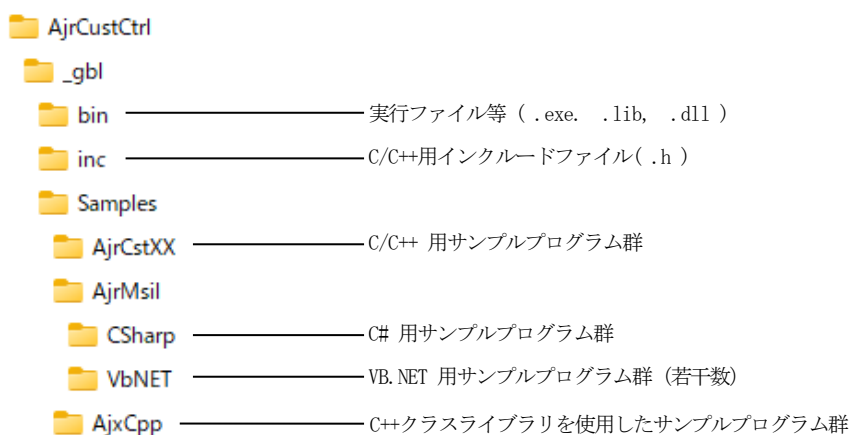 AjrCustCtrl
_gbl
bin 実行ファイル等 ( .exe. .lib, .dll )
inc C/C++用インクルードファイル( .h )
Samples
AjrCstXX C/C++ 用サンプルプログラム群
AjrMsil
CSharp C# 用サンプルプログラム群
VbNET VB.NET 用サンプルプログラム群 (若干数)
AjxCpp C++クラスライブラリを使用したサンプルプログラム群